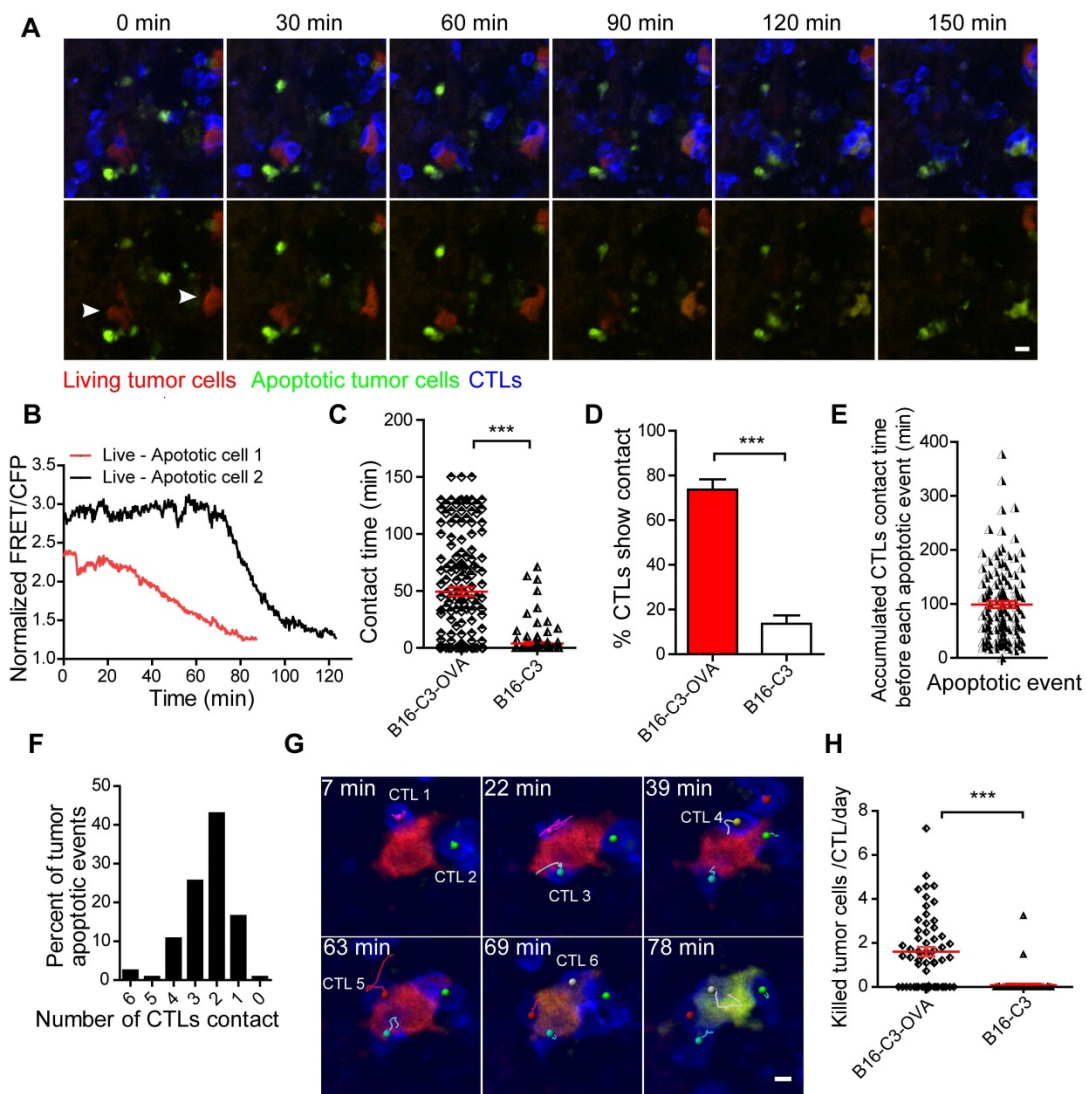 A
0 min 30 min 60 min 90 min 120 min 150 min
Living tumor cells Apoptotic tumor cells CTLs
B
Normalized FRET/CFP
3.5
3.0
2.5
2.0
1.5
1.0
Live - Apototic cell 1
Live - Apototic cell 2
0 20 40 60 80 100 120
Time (min)
C
Contact time (min)
200
150
100
50
0
***
B16-C3-OVA
B16-C3
D
% CTLs show contact
100
80
60
40
20
0
***
B16-C3-OVA
B16-C3
E
Accumulated CTLs contact time
before each apoptotic event (min)
400
300
200
100
0
Apoptotic event
F
Percent of tumor
apoptotic events
50
40
30
20
10
0
6 5 4 3 2 1 0
Number of CTLs contact
G
7 min
CTL 1
CTL 2
22 min
CTL 3
39 min
CTL 4
63 min
CTL 5
69 min
CTL 6
78 min
H
Killed tumor cells /CTL/day
8
6
4
2
0
***
B16-C3-OVA
B16-C3